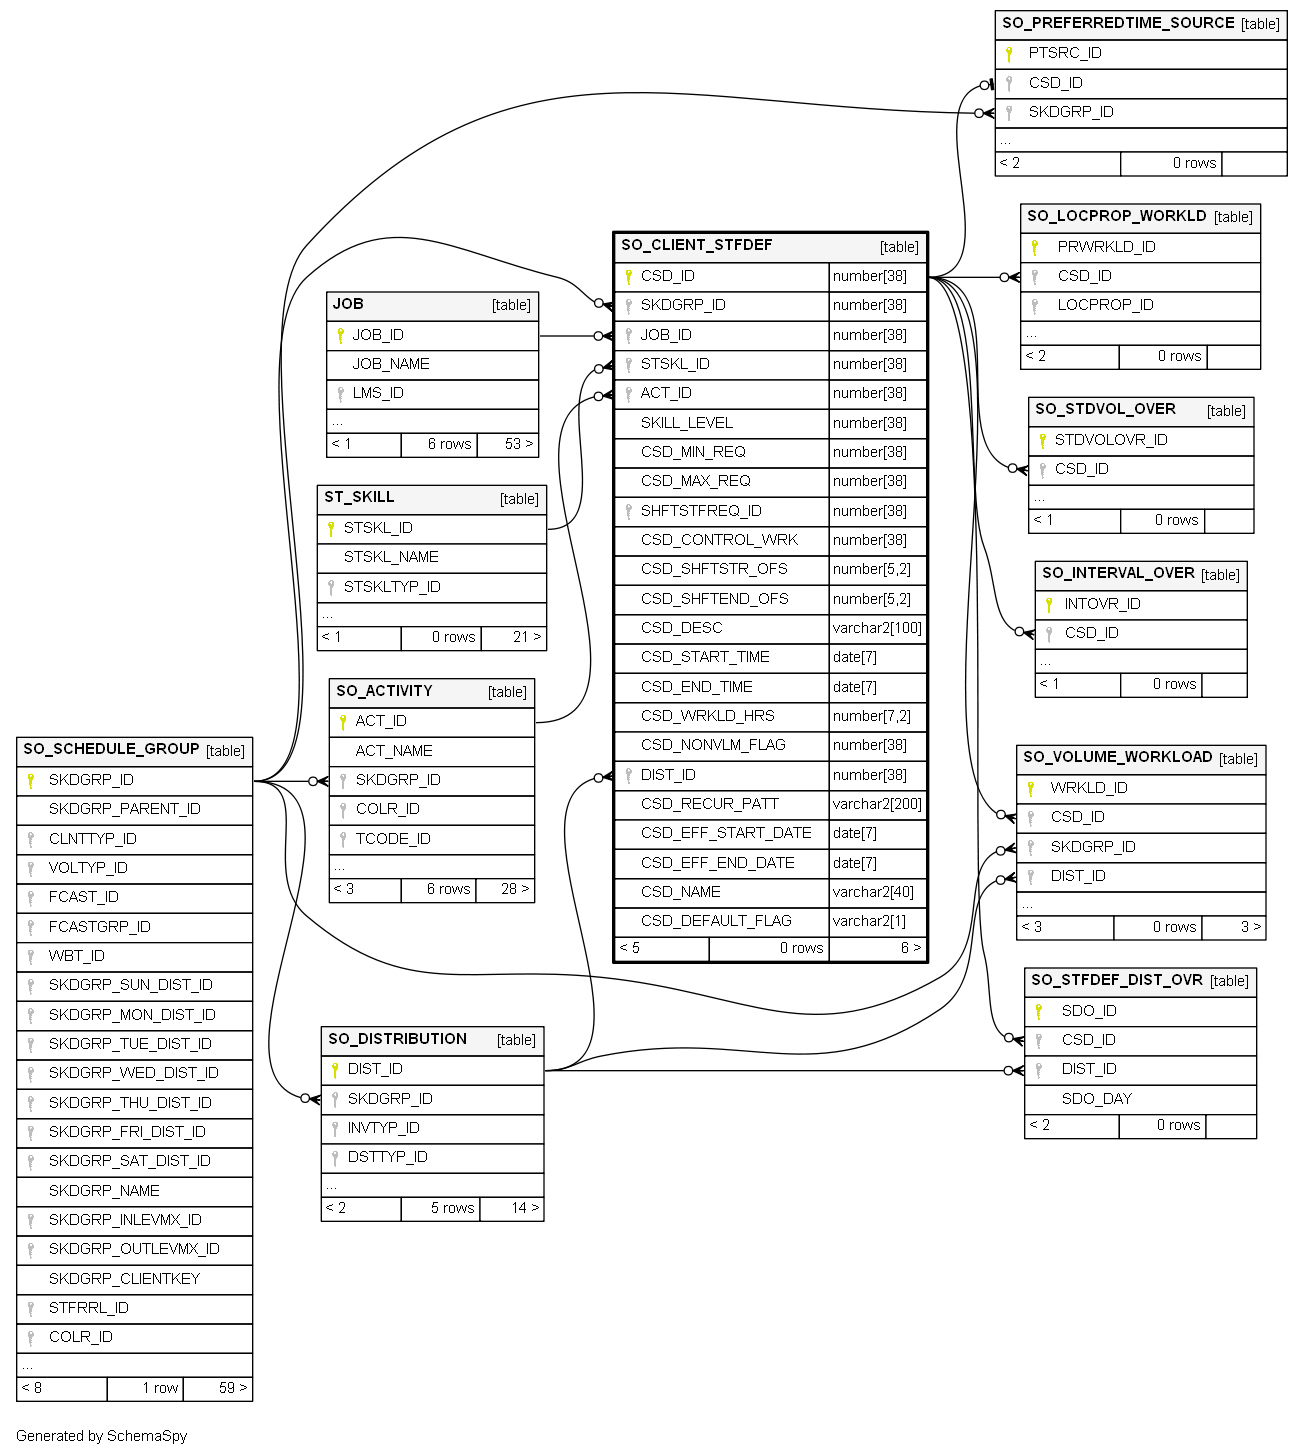 SO_PREFERREDTIME_SOURCE [table]
PTSRC_ID
CSD_ID
SKDGRP_ID
...
< 2 0 rows
SO_LOCPROP_WORKLD [table]
PRWRKLD_ID
CSD_ID
LOCPROP_ID
...
< 2 0 rows
SO_CLIENT_STFDEF [table]
CSD_ID number[38]
SKDGRP_ID number[38]
JOB_ID number[38]
STSKL_ID number[38]
ACT_ID number[38]
SKILL_LEVEL number[38]
CSD_MIN_REQ number[38]
CSD_MAX_REQ number[38]
SHFTSTFREQ_ID number[38]
CSD_CONTROL_WRK number[38]
CSD_SHFTSTR_OFS number[5,2]
CSD_SHFTEND_OFS number[5,2]
CSD_DESC varchar2[100]
CSD_START_TIME date[7]
CSD_END_TIME date[7]
CSD_WRKLD_HRS number[7,2]
CSD_NONVLM_FLAG number[38]
DIST_ID number[38]
CSD_RECUR_PATT varchar2[200]
CSD_EFF_START_DATE date[7]
CSD_EFF_END_DATE date[7]
CSD_NAME varchar2[40]
CSD_DEFAULT_FLAG varchar2[1]
< 5 0 rows 6 >
JOB [table]
JOB_ID
JOB_NAME
LMS_ID
...
< 1 6 rows 53 >
SO_STDVOL_OVER [table]
STDVOLOVR_ID
CSD_ID
...
< 1 0 rows
ST_SKILL [table]
STSKL_ID
STSKL_NAME
STSKLTYP_ID
...
< 1 0 rows 21 >
SO_INTERVAL_OVER [table]
INTOVR_ID
CSD_ID
...
< 1 0 rows
SO_ACTIVITY [table]
ACT_ID
ACT_NAME
SKDGRP_ID
COLR_ID
TCODE_ID
...
< 3 6 rows 28 >
SO_SCHEDULE_GROUP [table]
SKDGRP_ID
SKDGRP_PARENT_ID
CLNTTYP_ID
VOLTYP_ID
FCAST_ID
FCASTGRP_ID
WBT_ID
SKDGRP_SUN_DIST_ID
SKDGRP_MON_DIST_ID
SKDGRP_TUE_DIST_ID
SKDGRP_WED_DIST_ID
SKDGRP_THU_DIST_ID
SKDGRP_FRI_DIST_ID
SKDGRP_SAT_DIST_ID
SKDGRP_NAME
SKDGRP_INLEVMX_ID
SKDGRP_OUTLEVMX_ID
SKDGRP_CLIENTKEY
STFRRL_ID
COLR_ID
...
< 8 1 row 59 >
SO_VOLUME_WORKLOAD [table]
WRKLD_ID
CSD_ID
SKDGRP_ID
DIST_ID
...
< 3 0 rows 3 >
SO_STFDEF_DIST_OVR [table]
SDO_ID
CSD_ID
DIST_ID
SDO_DAY
< 2 0 rows
SO_DISTRIBUTION [table]
DIST_ID
SKDGRP_ID
INVTYP_ID
DSTTYP_ID
...
< 2 5 rows 14 >
Generated by SchemaSpy